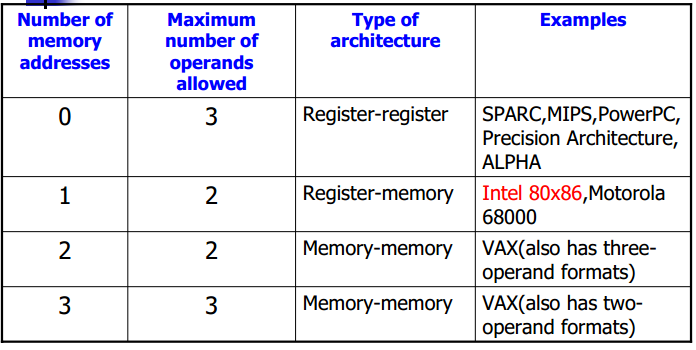 Number of memory addresses	Maximum number of operands allowed	Type of architecture	Examples
0	3	Register-register	SPARC,MIPS,PowerPC, Precision Architecture, ALPHA
1	2	Register-memory	Intel 80x86,Motorola 68000
2	2	Memory-memory	VAX(also has three-operand formats)
3	3	Memory-memory	VAX(also has two-operand formats)